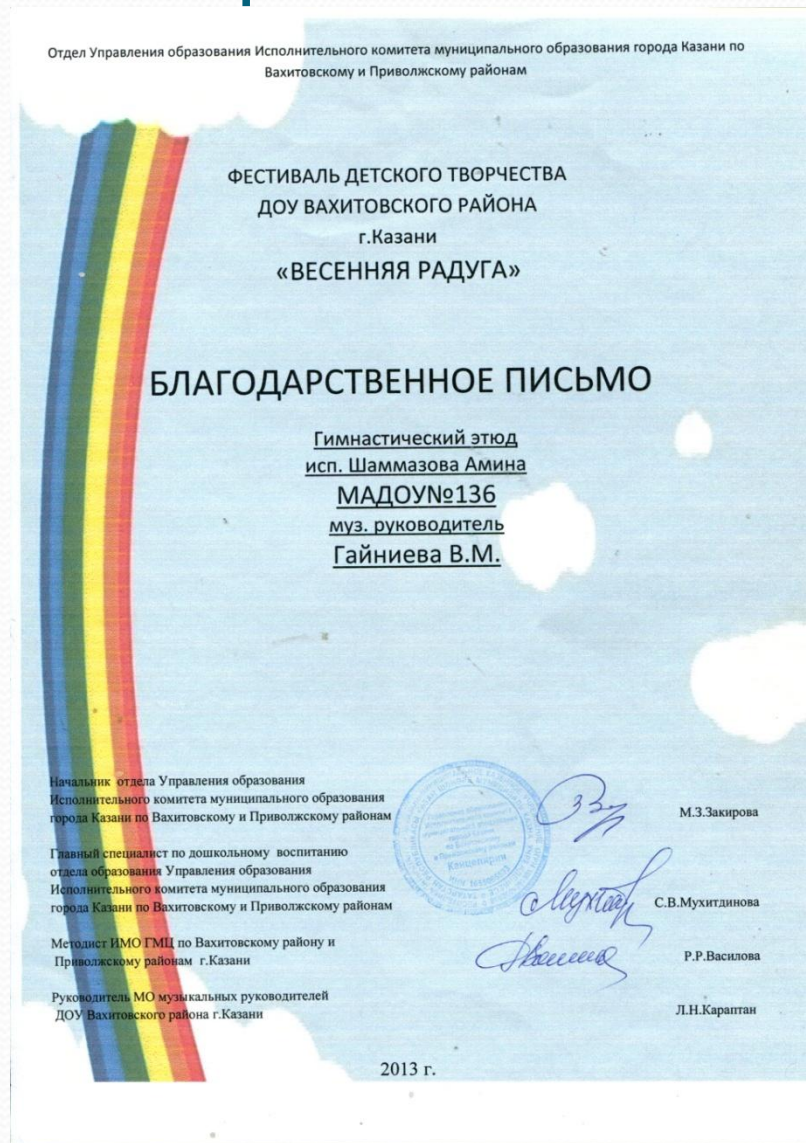 Отдел Управления образования Исполнительного комитета муниципального образования города Казани по
Вахитовскому и Приволжскому районам
ФЕСТИВАЛЬ ДЕТСКОГО ТВОРЧЕСТВА
ДОУ ВАХИТОВСКОГО РАЙОНА
г.Казани
«ВЕСЕННЯЯ РАДУГА»
БЛАГОДАРСТВЕННОЕ ПИСЬМО
Гимнастический этюд
исп. Шаммазова Амина
МАДОУ№136
муз. руководитель
Гайниева В.М.
Начальник отдела Управления образования
Исполнительного комитета муниципального образования
города Казани по Вахитовскому и Приволжскому районам
М.З.Закирова
Главный специалист по дошкольному воспитанию
отдела образования Управления образования
Исполнительного комитета муниципального образования
города Казани по Вахитовскому и Приволжскому районам
С.В.Мухитдинова
Методист ИМО ГМЦ по Вахитовскому району и
Приволжскому районам г.Казани
Р.Р.Василова
Руководитель МО музыкальных руководителей
ДОУ Вахитовского района г.Казани
Л.Н.Караптан
Канцелярия
2013 г.